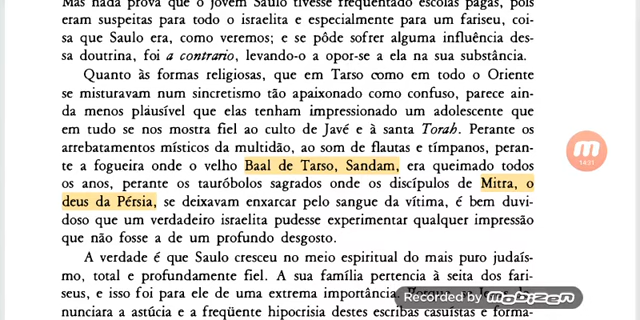 Mas nada prova que o jovem Saulo tivesse freqüentado escolas pagãs, pois
eram suspeitas para todo o israelita e especialmente para um fariseu, coi-
sa que Saulo era, como veremos; e se pôde sofrer alguma influência des-
sa doutrina, foi a contrario, levando-o a opor-se a ela na sua substância.
Quanto às formas religiosas, que em Tarso como em todo o Oriente
se misturavam num sincretismo tão apaixonado como confuso, parece ain-
da menos plausível que elas tenham impressionado um adolescente que
em tudo se nos mostra fiel ao culto de Javé e à santa Torah. Perante os
arrebatamentos místicos da multidão, ao som de flautas e tímpanos, peran-
te a fogueira onde o velho Baal de Tarso, Sandam, era queimado todos
os anos, perante os tauróbolos sagrados onde os discípulos de Mitra, o
deus da Pérsia, se deixavam enxarcar pelo sangue da vítima, é bem duvi-
doso que um verdadeiro israelita pudesse experimentar qualquer impressão
que não fosse a de um profundo desgosto.
A verdade é que Saulo cresceu no meio espiritual do mais puro judaís-
mo, total e profundamente fiel. A sua família pertencia à seita dos fari-
seus, e isso foi para ele de uma extrema importância.
nunciara a astúcia e a freqüente hipocrisia destes escribas casuístas e forma-
14:21
Recorded by mobizen